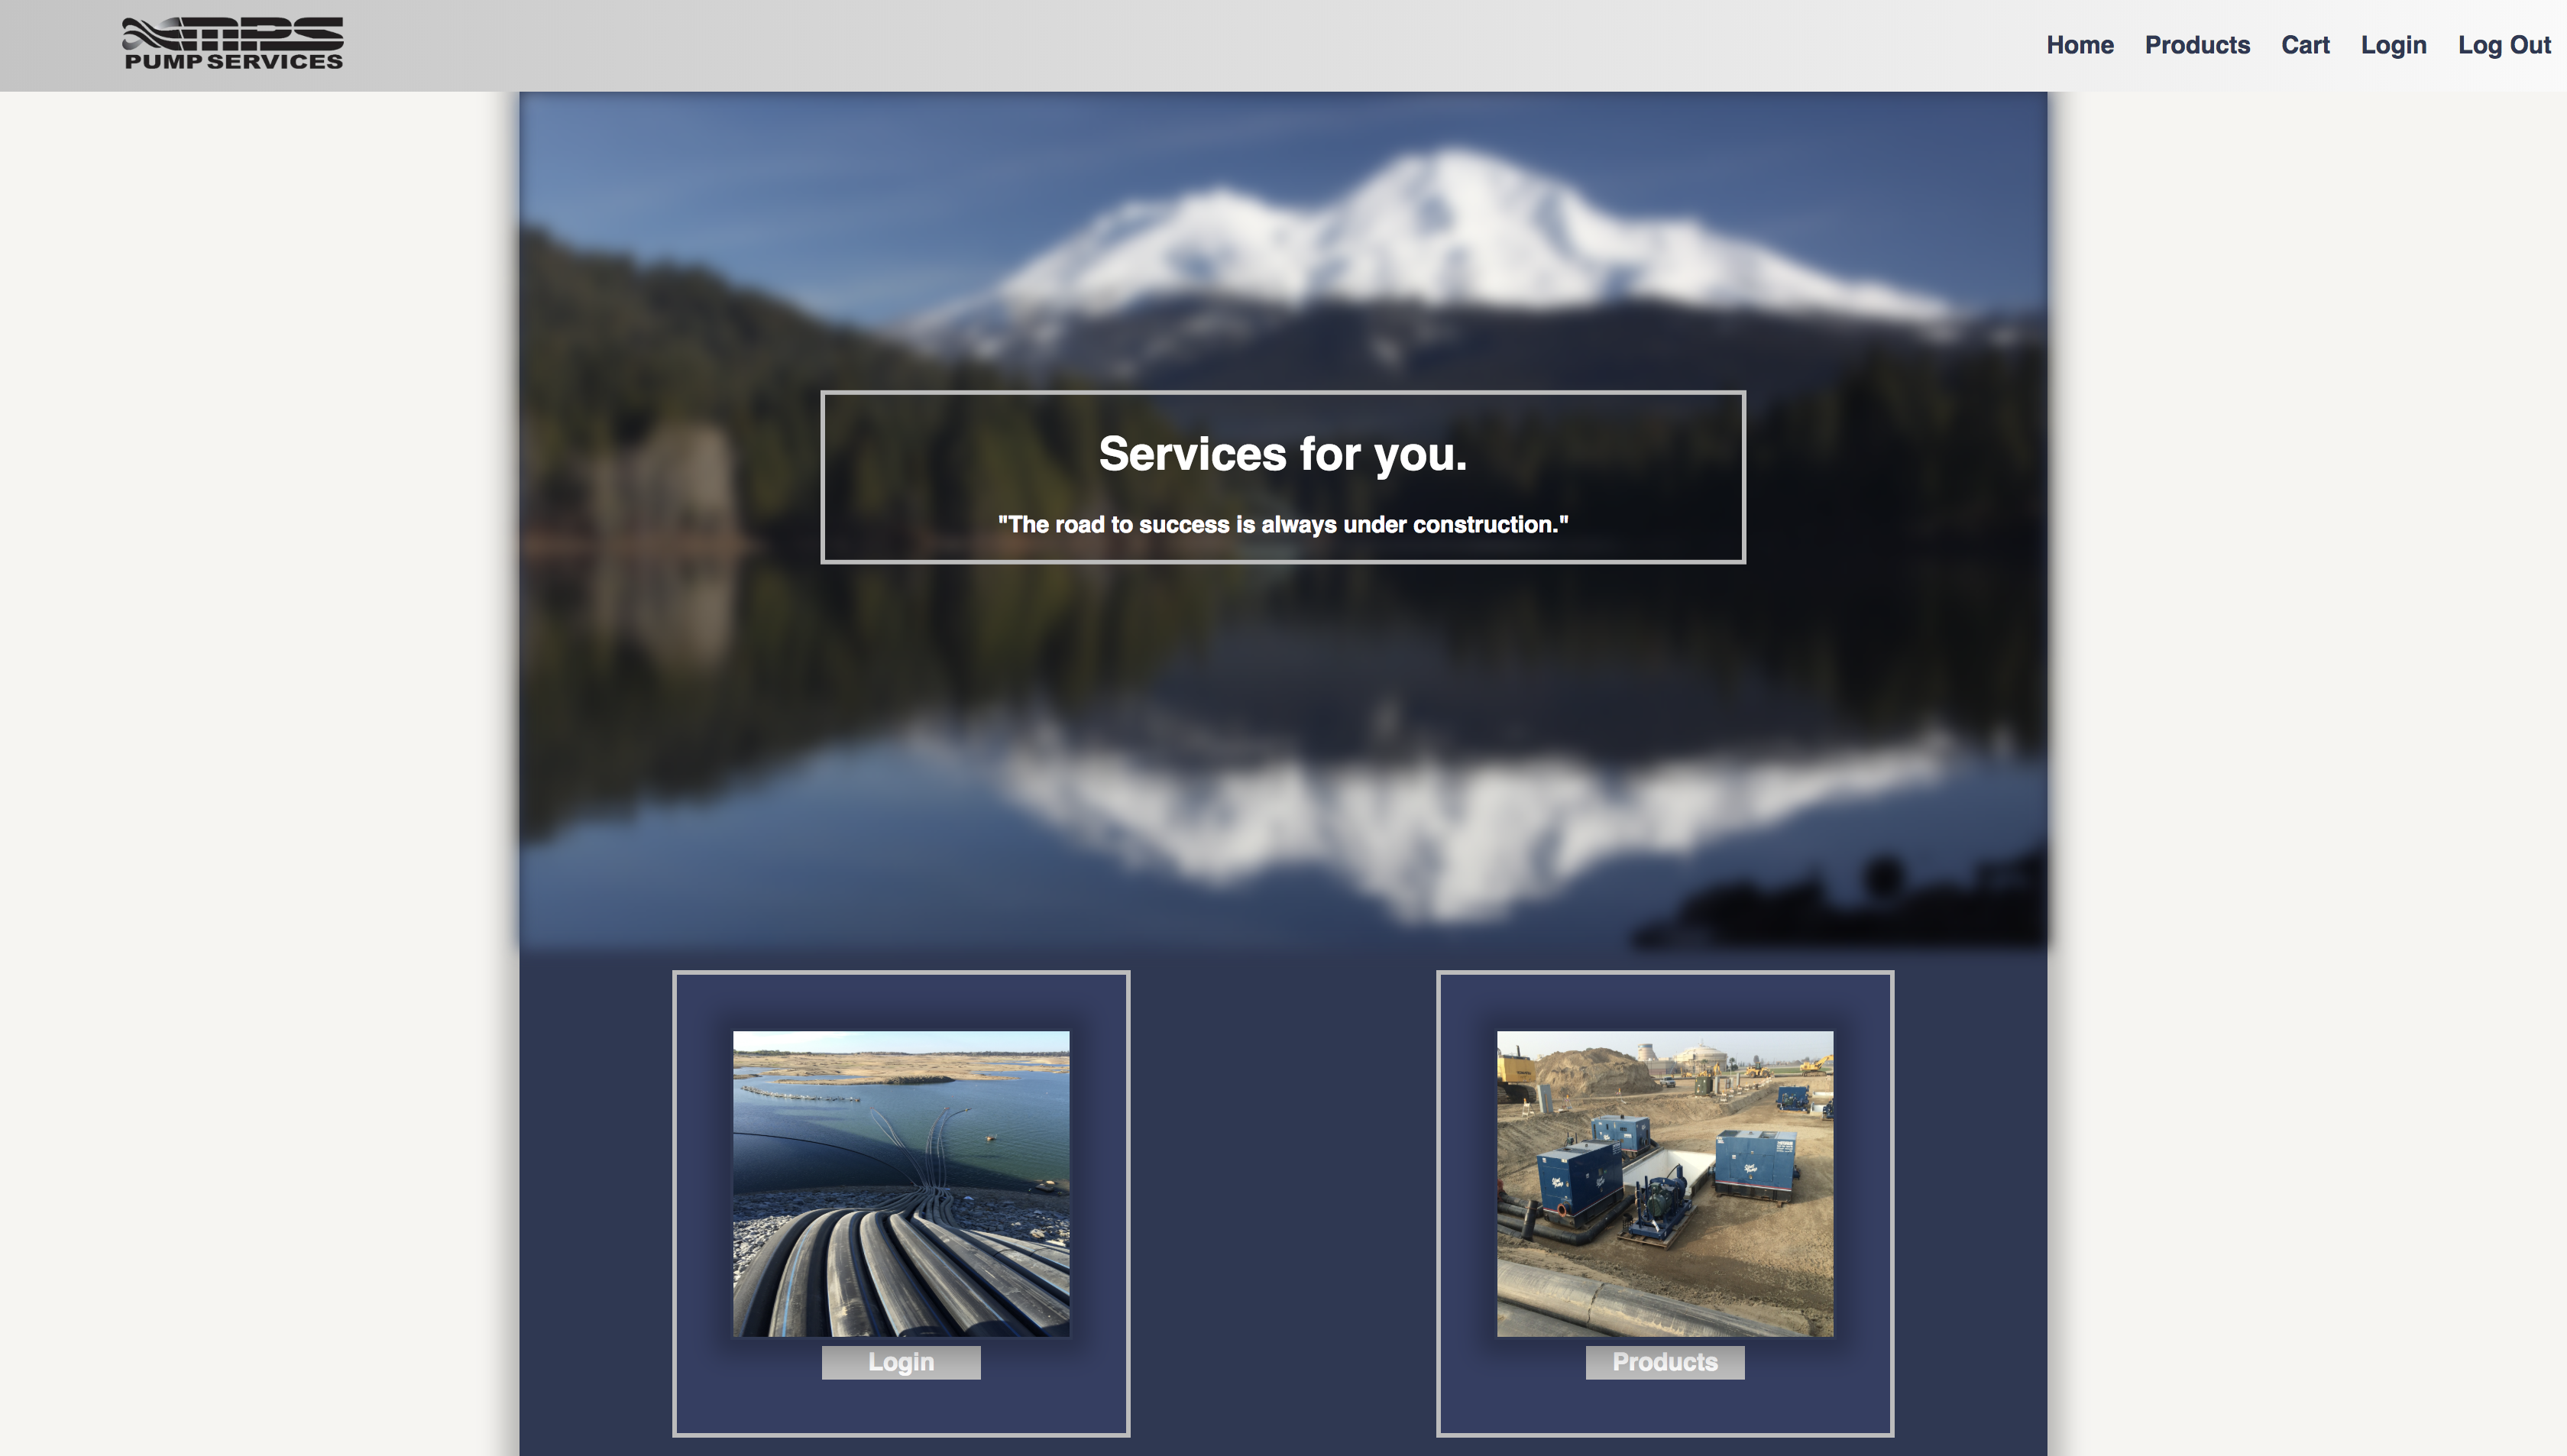 MPS
PUMP SERVICES
Home Products Cart Login Log Out
Services for you.
"The road to success is always under construction."
Login
Products